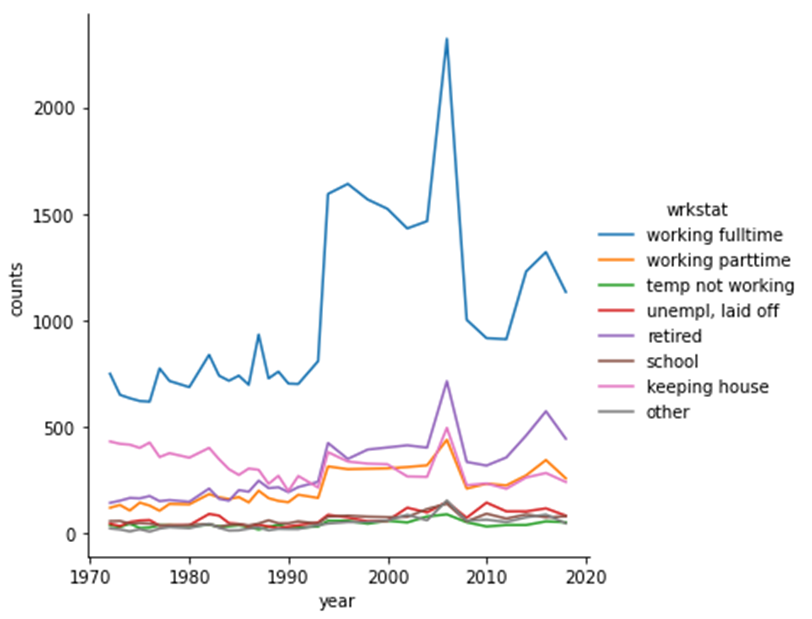 2000
1500
1000
500
0
counts
1970
1980
1990
2000
2010
2020
year
wrkstat
working fulltime
working parttime
temp not working
unempl, laid off
retired
school
keeping house
other